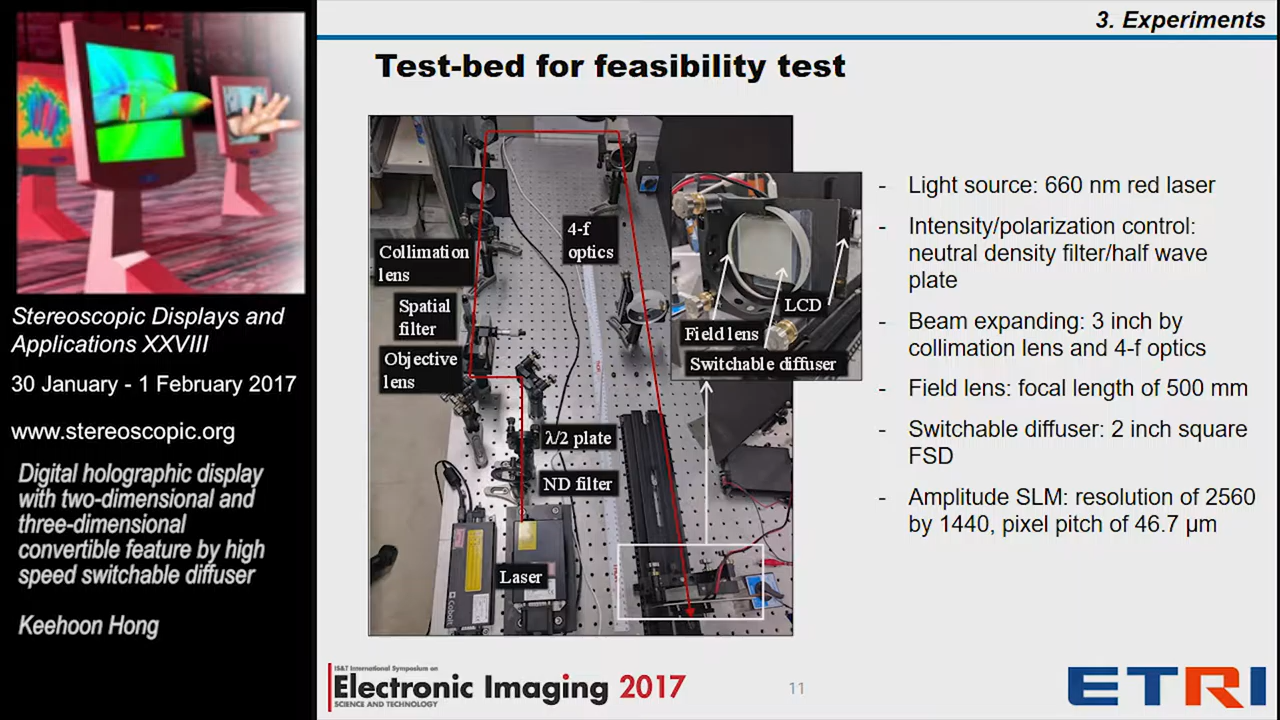 3. Experiments
Test-bed for feasibility test
Stereoscopic Displays and
Applications XXVIII
30 January - 1 February 2017
www.stereoscopic.org
Digital holographic display
with two-dimensional and
three-dimensional
convertible feature by high
speed switchable diffuser
Keehoon Hong
Collimation
lens
Spatial
filter
Objective
lens
4-f
optics
λ/2 plate
ND filter
Laser
Cobolt
LCD
Field lens
Switchable diffuser
- Light source: 660 nm red laser
- Intensity/polarization control:
neutral density filter/half wave
plate
- Beam expanding: 3 inch by
collimation lens and 4-f optics
- Field lens: focal length of 500 mm
- Switchable diffuser: 2 inch square
FSD
- Amplitude SLM: resolution of 2560
by 1440, pixel pitch of 46.7 µm
IS&T International Symposium on
Electronic Imaging 2017
SCIENCE AND TECHNOLOGY
11
ETRI